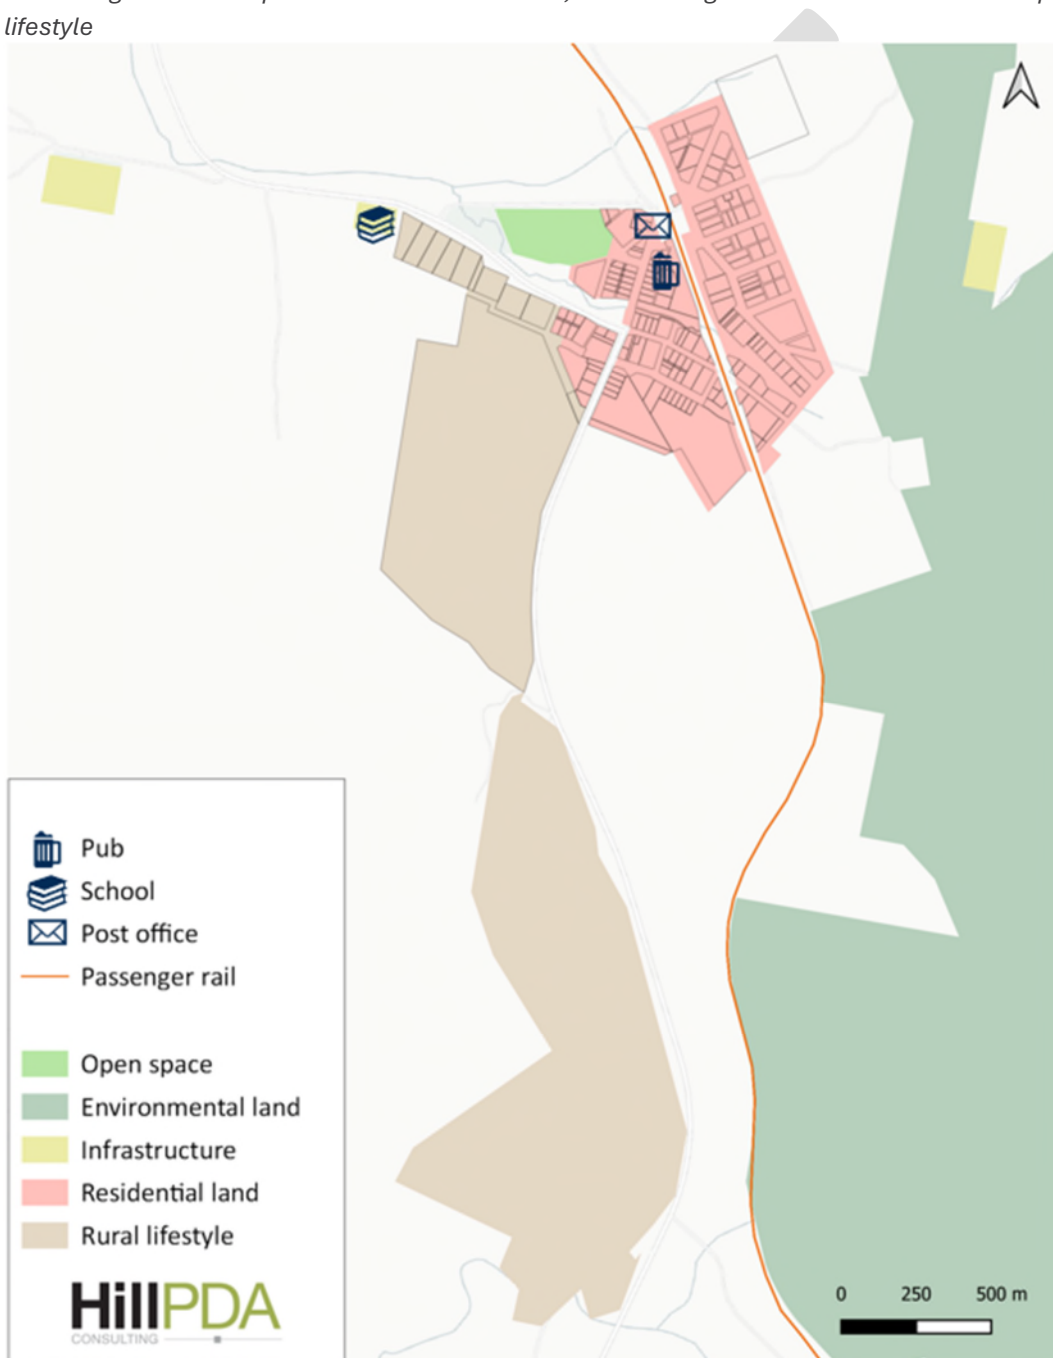 lifestyle
Pub
School
Post office
Passenger rail
Open space
Environmental land
Infrastructure
Residential land
Rural lifestyle
HillPDA
CONSULTING
0 250 500 m